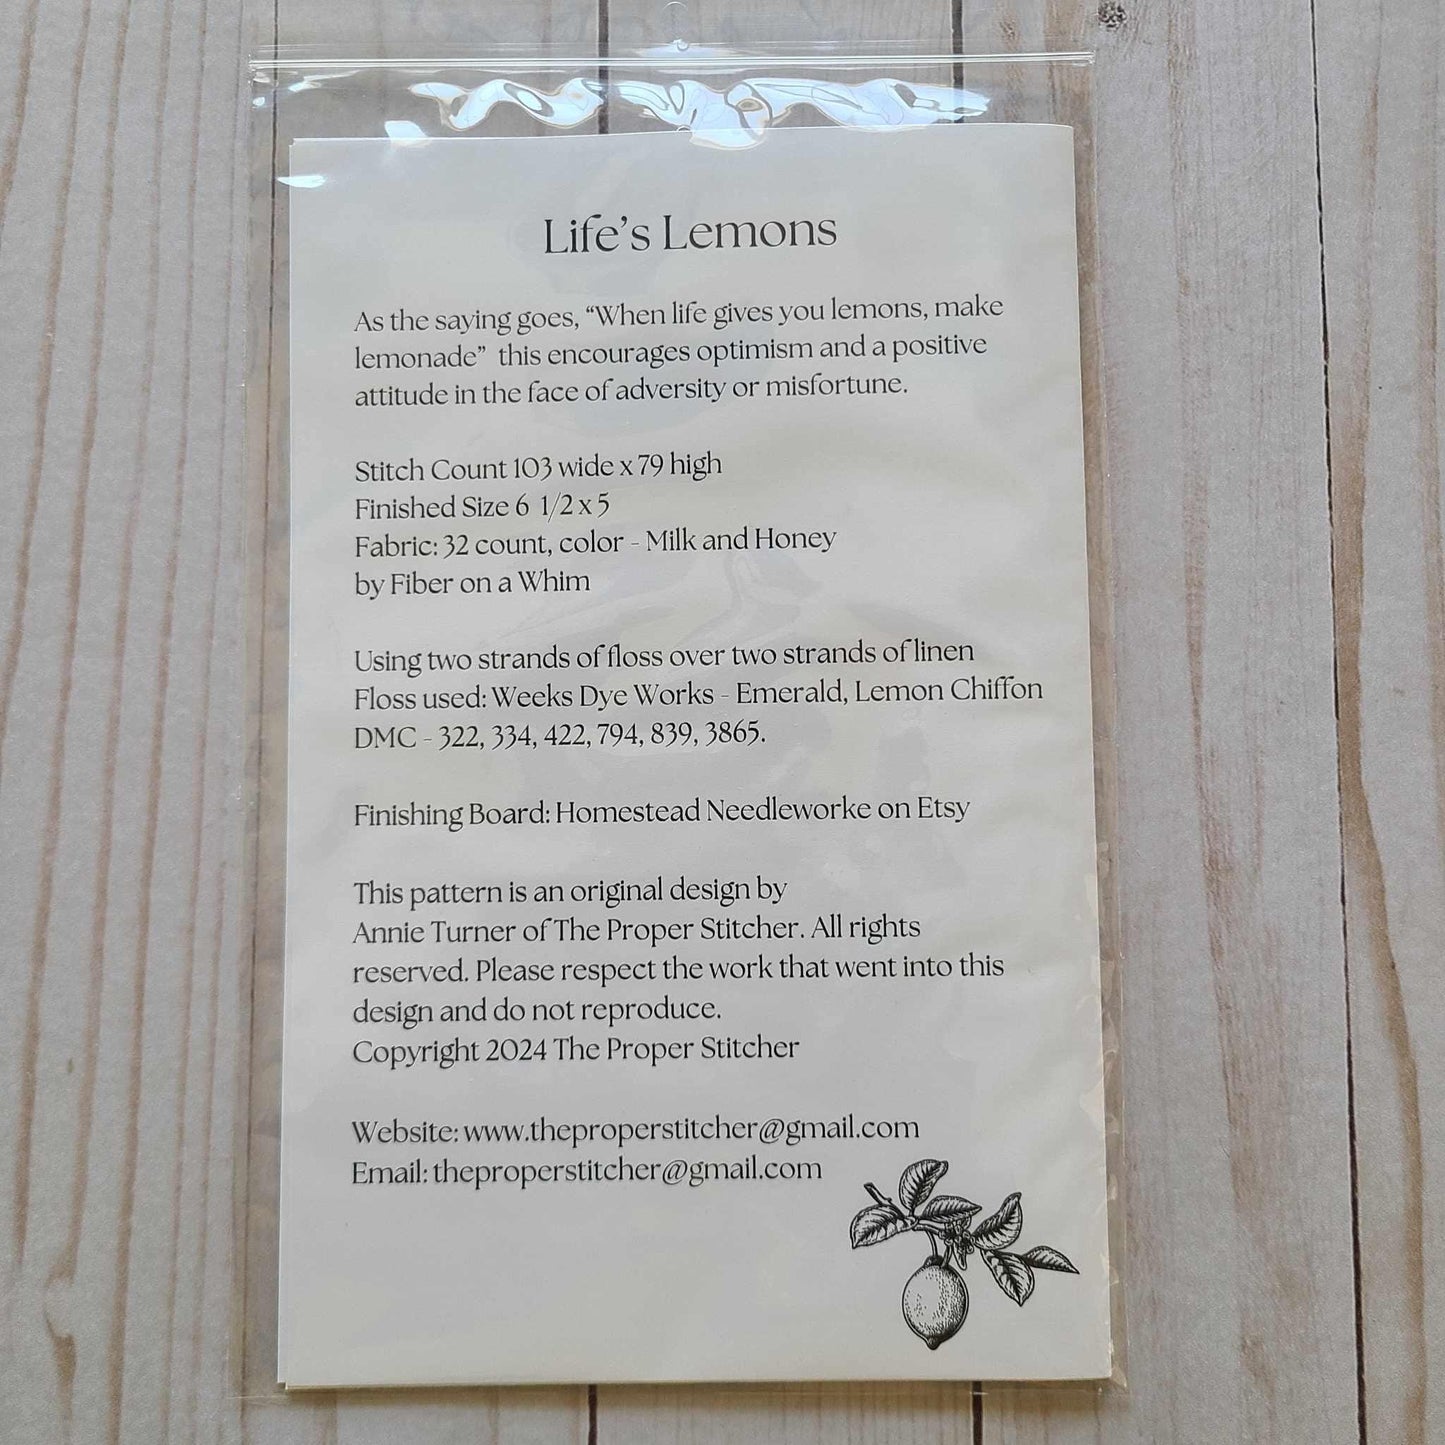 Life's Lemons
As the saying goes, “When life gives you lemons, make
lemonade”  this encourages optimism and a positive
attitude in the face of adversity or misfortune.
Stitch Count 103 wide x 79 high
Finished Size 6  1/2 x 5
Fabric: 32 count, color - Milk and Honey
by Fiber on a Whim
Using two strands of floss over two strands of linen
Floss used: Weeks Dye Works - Emerald, Lemon Chiffon
DMC - 322, 334, 422, 794, 839, 3865.
Finishing Board: Homestead Needleworke on Etsy
This pattern is an original design by
Annie Turner of The Proper Stitcher. All rights
reserved. Please respect the work that went into this
design and do not reproduce.
Copyright 2024 The Proper Stitcher
Website: www.theproperstitcher@gmail.com
Email: theproperstitcher@gmail.com